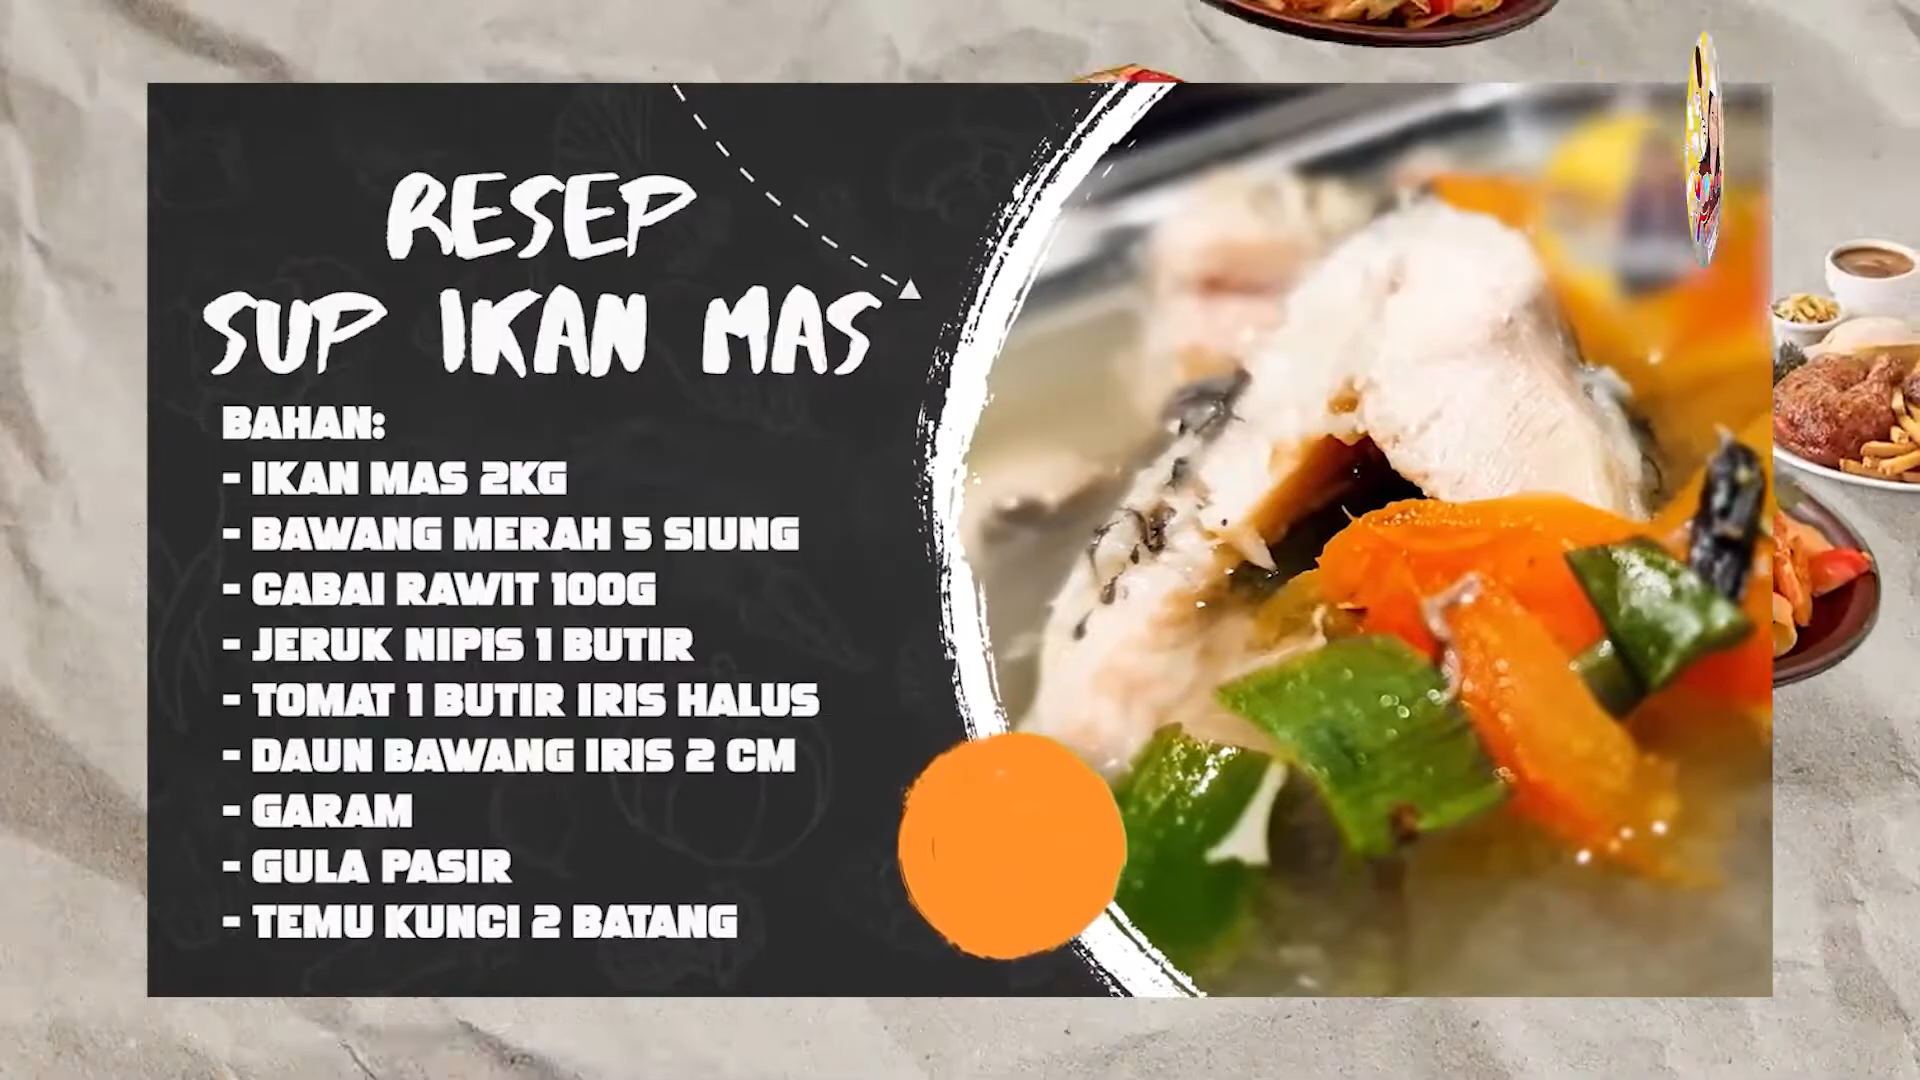 RESEP
SUP IKAN MAS
BAHAN:
- IKAN MAS 2KG
- BAWANG MERAH 5 SIUNG
- CABAI RAWIT 100G
- JERUK NIPIS 1 BUTIR
- TOMAT 1 BUTIR IRIS HALUS
- DAUN BAWANG IRIS 2 CM
- GARAM
- GULA PASIR
- TEMU KUNCI 2 BATANG